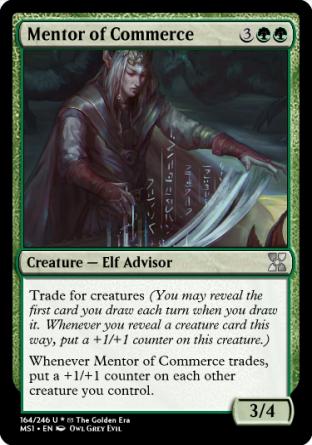 Mentor of Commerce 3
Creature — Elf Advisor
Trade for creatures (You may reveal the
first card you draw each turn when you draw
it. Whenever you reveal a creature card this
way, put a +1/+1 counter on this creature.)
Whenever Mentor of Commerce trades,
put a +1/+1 counter on each other
creature you control.
3/4
164/246 U * The Golden Era
MS1 • EN Owl Grey Evil